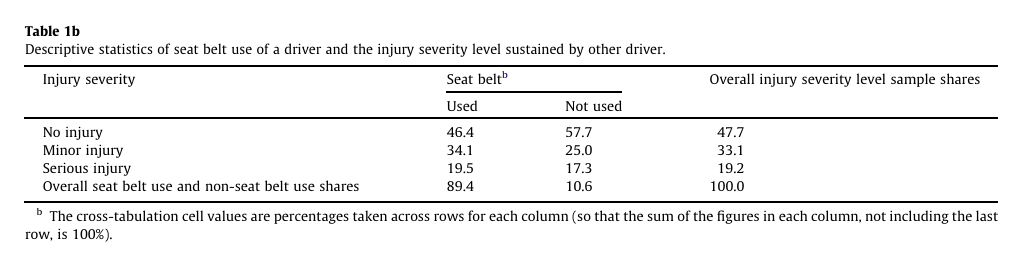 Table 1b
Descriptive statistics of seat belt use of a driver and the injury severity level sustained by other driver.
Injury severity Seat belt^b Overall injury severity level sample shares
Used Not used
No injury 46.4 57.7 47.7
Minor injury 34.1 25.0 33.1
Serious injury 19.5 17.3 19.2
Overall seat belt use and non-seat belt use shares 89.4 10.6 100.0
^b The cross-tabulation cell values are percentages taken across rows for each column (so that the sum of the figures in each column, not including the last
row, is 100%).